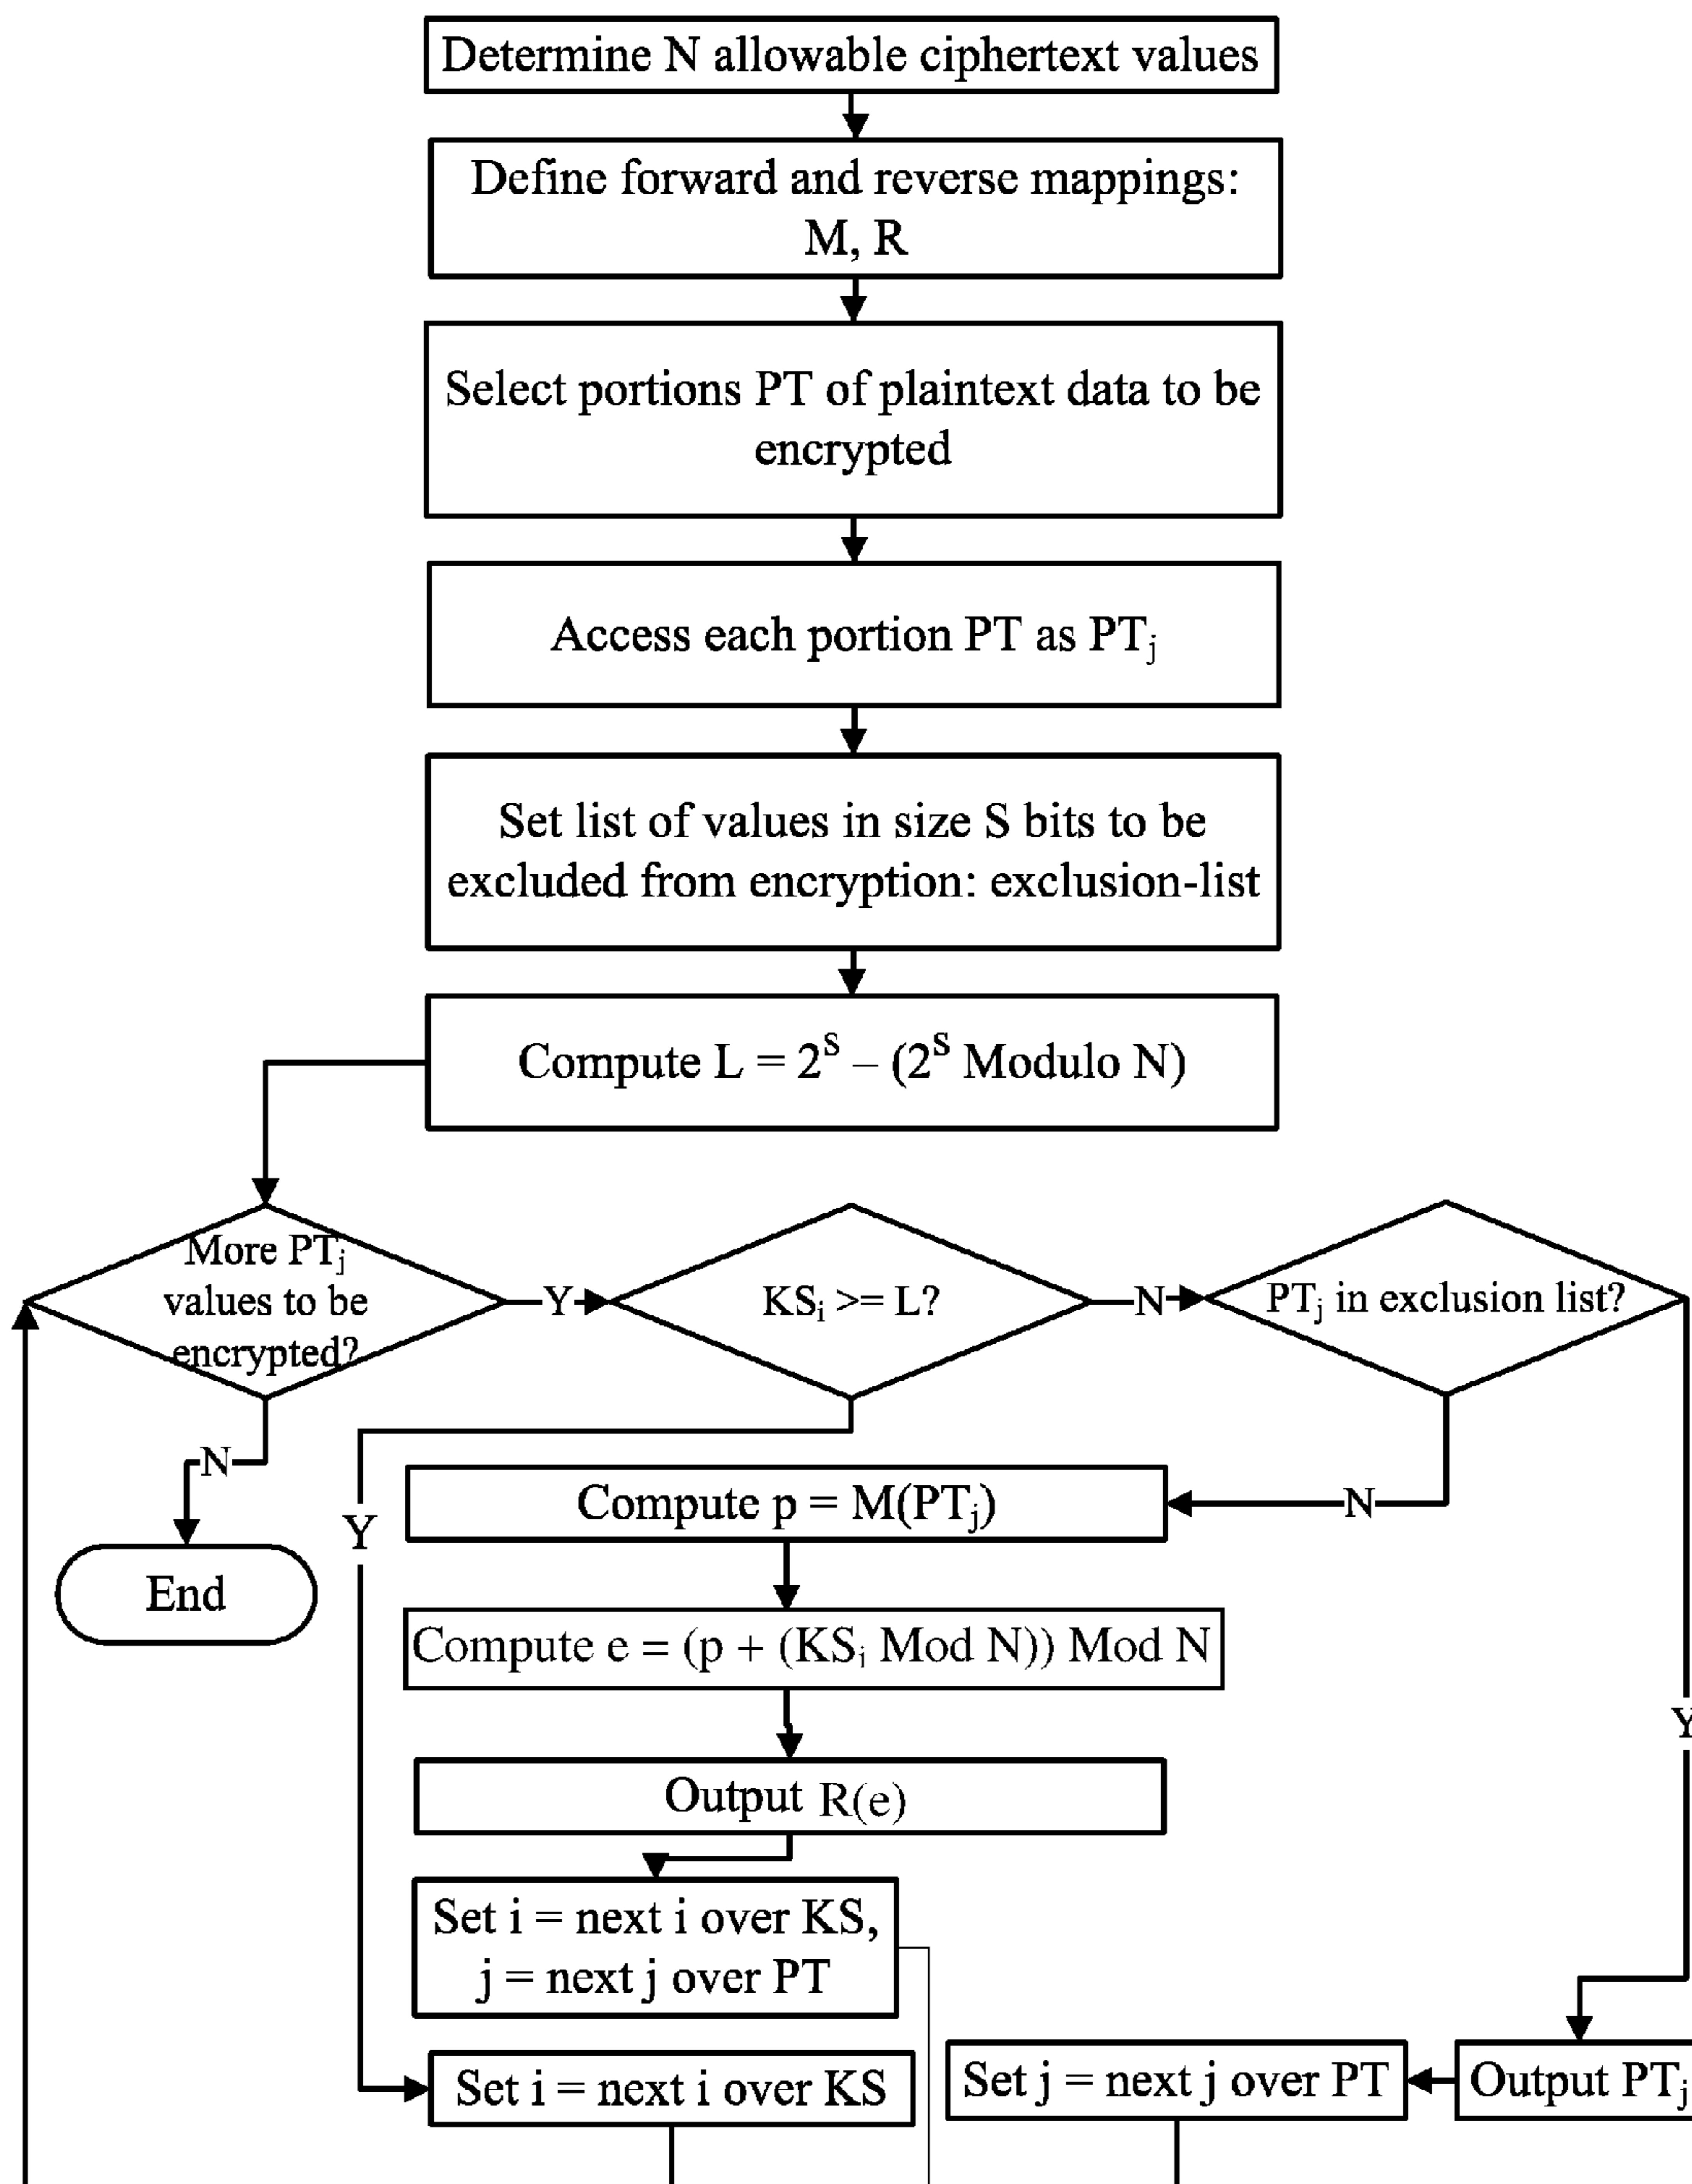 Determine N allowable ciphertext values
Define forward and reverse mappings:
M, R
Select portions PT of plaintext data to be
encrypted
Access each portion PT as PTⱼ
Set list of values in size S bits to be
excluded from encryption: exclusion-list
Compute L = 2ˢ – (2ˢ Modulo N)
More PTⱼ
values to be
encrypted?
Y
KSᵢ >= L?
N
PTⱼ in exclusion list?
N
Y
Compute p = M(PTⱼ)
N
End
Compute e = (p + (KSᵢ Mod N)) Mod N
Y
Output R(e)
Set i = next i over KS,
j = next j over PT
Set i = next i over KS
Set j = next j over PT
Output PTⱼ